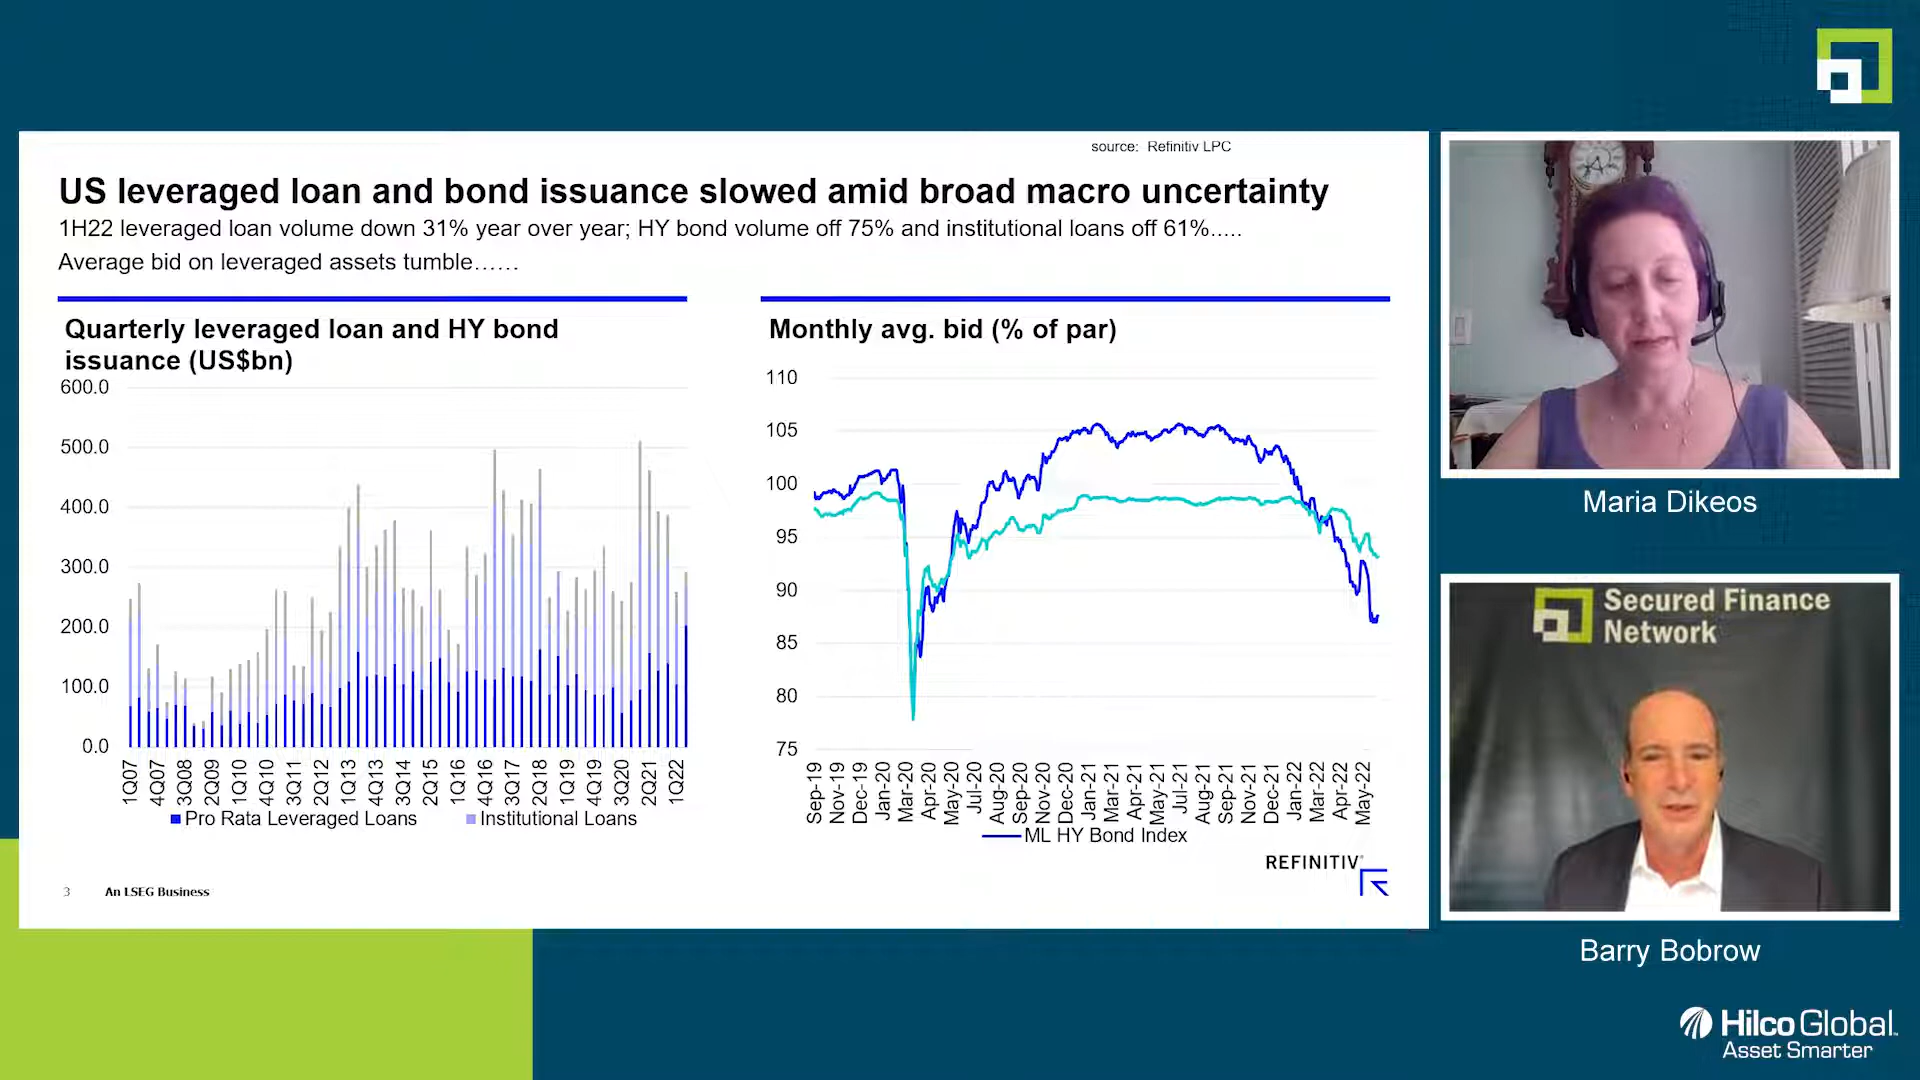 source: Refinitiv LPC
US leveraged loan and bond issuance slowed amid broad macro uncertainty
1H22 leveraged loan volume down 31% year over year; HY bond volume off 75% and institutional loans off 61%.....
Average bid on leveraged assets tumble……
Quarterly leveraged loan and HY bond
issuance (US$bn)
600.0
500.0
400.0
300.0
200.0
100.0
0.0
1Q07 4Q07 3Q08 2Q09 1Q10 4Q10 3Q11 2Q12 1Q13 4Q13 3Q14 2Q15 1Q16 4Q16 3Q17 2Q18 1Q19 4Q19 3Q20 2Q21 1Q22
Pro Rata Leveraged Loans Institutional Loans
Monthly avg. bid (% of par)
110
105
100
95
90
85
80
75
Sep-19 Nov-19 Dec-19 Jan-20 Mar-20 Apr-20 May-20 Jul-20 Aug-20 Sep-20 Nov-20 Dec-20 Jan-21 Mar-21 Apr-21 May-21 Jul-21 Aug-21 Sep-21 Nov-21 Dec-21 Jan-22 Mar-22 Apr-22 May-22
ML HY Bond Index
REFINITIV
3 An LSEG Business
Maria Dikeos
Secured Finance
Network
Barry Bobrow
Hilco Global
Asset Smarter